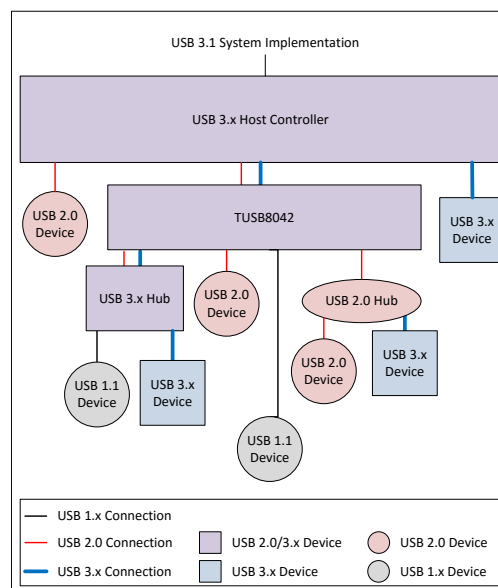 USB 3.1 System Implementation
USB 3.x Host Controller
USB 2.0
Device
TUSB8042
USB 3.x
Device
USB 3.x Hub
USB 2.0
Device
USB 2.0 Hub
USB 1.1
Device
USB 3.x
Device
USB 2.0
Device
USB 3.x
Device
USB 1.1
Device
USB 1.x Connection
USB 2.0 Connection
USB 2.0/3.x Device
USB 2.0 Device
USB 3.x Connection
USB 3.x Device
USB 1.x Device